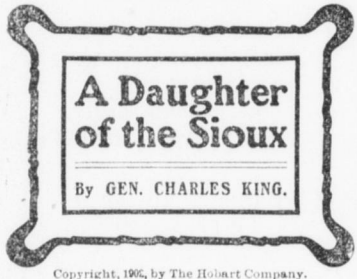 A Daughter
of the Sioux
By GEN. CHARLES KING.
Copyright, 1902, by The Hobart Company.